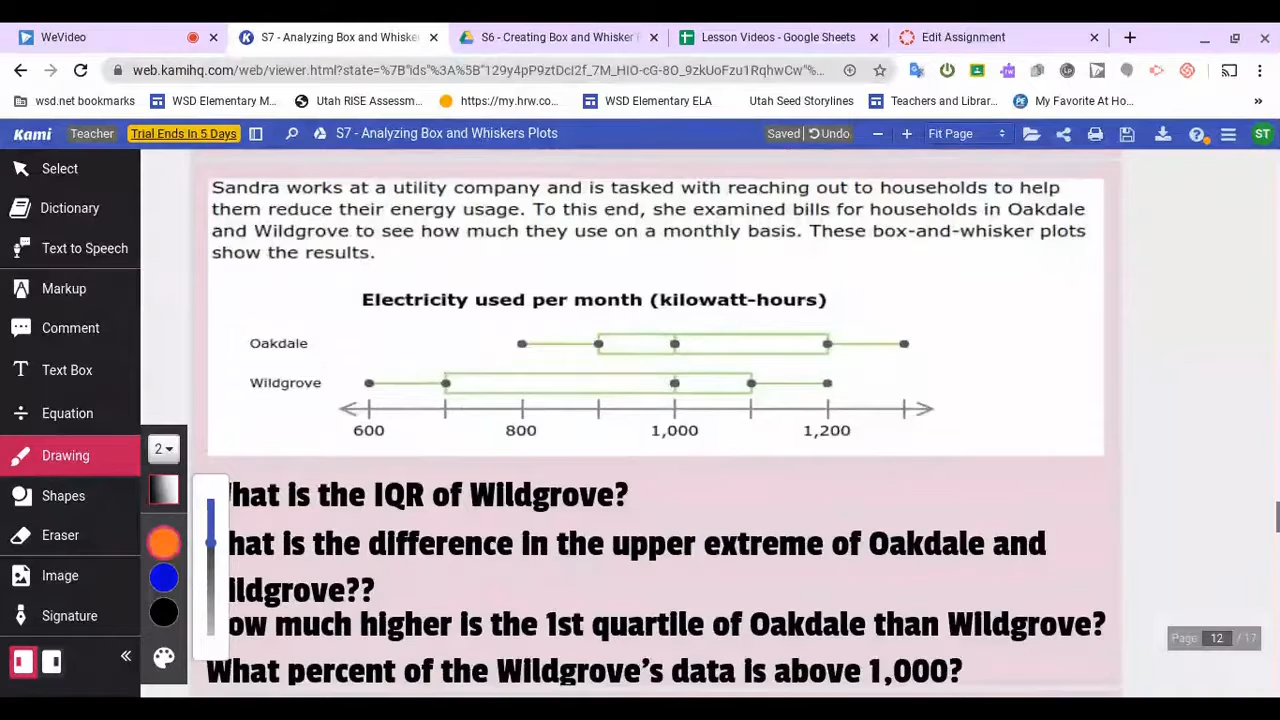 WeVideo
S7 - Analyzing Box and Whiske
S6 - Creating Box and Whisker
Lesson Videos - Google Sheets
Edit Assignment
web.kamihq.com/web/viewer.html?state=%7B"ids"%3A%5B"129y4pP9ztDcI2f_7M_HIO-cG-8O_9zkUoFzu1RqhwCw"%...
wsd.net bookmarks
WSD Elementary M...
Utah RISE Assessm...
https://my.hrw.co...
WSD Elementary ELA
Utah Seed Storylines
Teachers and Librar...
My Favorite At Ho...
»
Kami
Teacher
Trial Ends In 5 Days
S7 - Analyzing Box and Whiskers Plots
Saved
Undo
Fit Page
ST
Select
Dictionary
Text to Speech
Markup
Comment
Text Box
Equation
Drawing
Shapes
Eraser
Image
Signature
2
Sandra works at a utility company and is tasked with reaching out to households to help
them reduce their energy usage. To this end, she examined bills for households in Oakdale
and Wildgrove to see how much they use on a monthly basis. These box-and-whisker plots
show the results.
Electricity used per month (kilowatt-hours)
Oakdale
Wildgrove
600 800 1,000 1,200
hat is the IQR of Wildgrove?
hat is the difference in the upper extreme of Oakdale and
ildgrove??
ow much higher is the 1st quartile of Oakdale than Wildgrove?
What percent of the Wildgrove's data is above 1,000?
Page 12 / 17